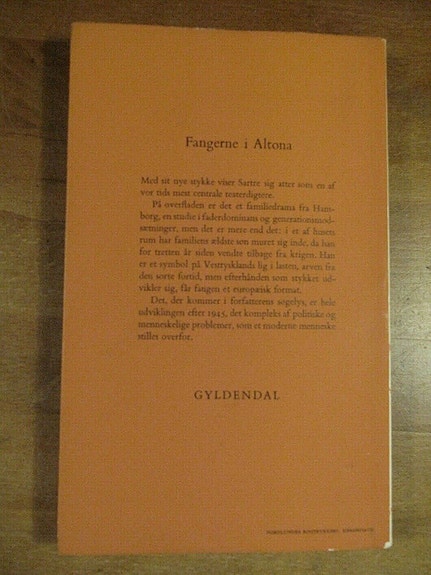 Fangerne i Altona
Med sit nye stykke viser Sartre sig atter som en af
vor tids mest centrale teaterdigtere.
På overfladen er det et familiedrama fra Ham-
borg, en studie i faderdominans og generationsmod-
sætninger, men det er mere end det: i et af husets
rum har familiens ældste søn muret sig inde, da han
for tretten år siden vendte tilbage fra krigen. Han
er et symbol på Vesttysklands lig i lasten, arven fra
den sorte fortid, men efterhånden som stykket ud-
vikler sig, får fangen et europæisk format.
Det, der kommer i forfatterens søgelys, er hele
udviklingen efter 1945, det kompleks af politiske og
menneskelige problemer, som et moderne menneske
stilles overfor.
GYLDENDAL